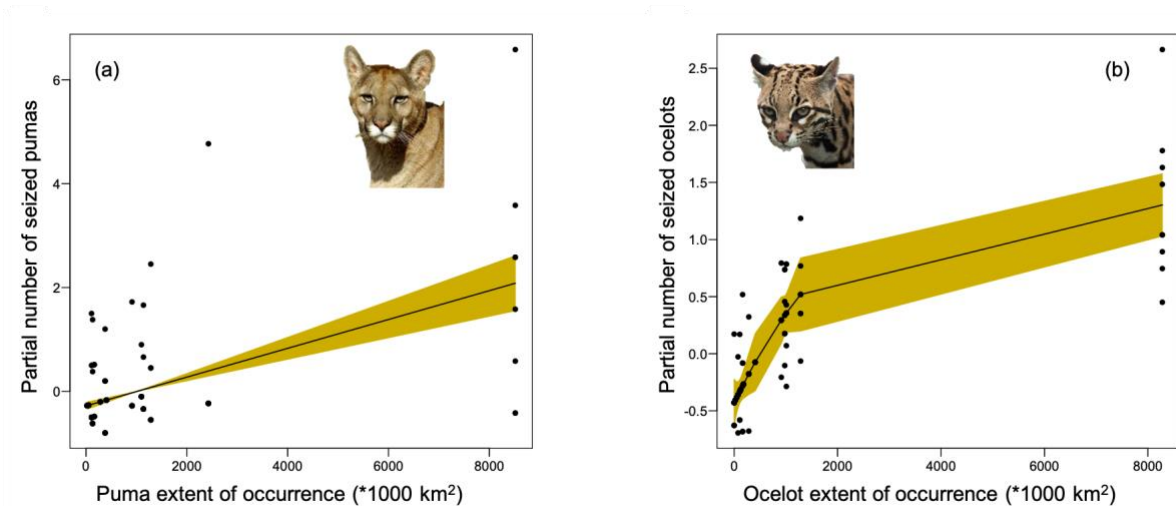 (a)
Partial number of seized pumas
6
4
2
0
0 2000 4000 6000 8000
Puma extent of occurrence (*1000 km²)
(b)
Partial number of seized ocelots
2.5
2.0
1.5
1.0
0.5
0.0
-0.5
0 2000 4000 6000 8000
Ocelot extent of occurrence (*1000 km²)